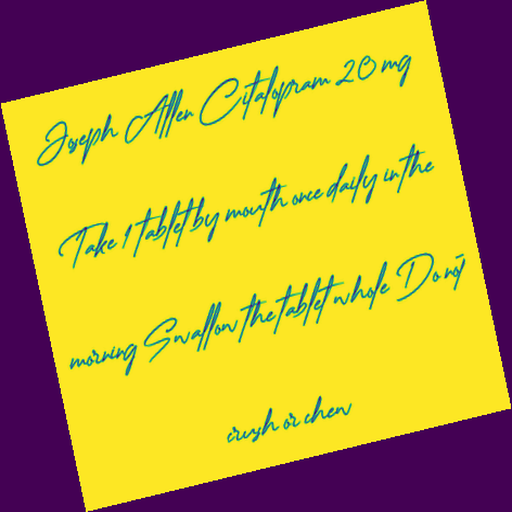 Joseph Allen Citalopram 20 mg
Take 1 tablet by mouth once daily in the
morning Swallow the tablet whole Do not
crush or chew